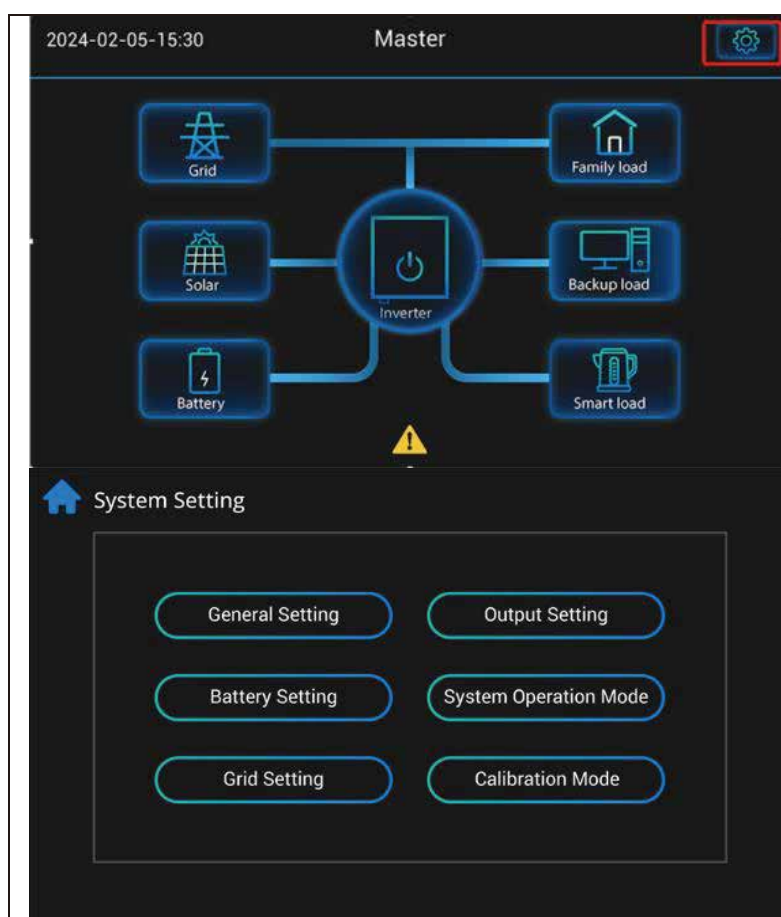 2024-02-05-15:30 Master
Grid
Family load
Solar
Inverter
Backup load
Battery
Smart load
System Setting
General Setting
Output Setting
Battery Setting
System Operation Mode
Grid Setting
Calibration Mode